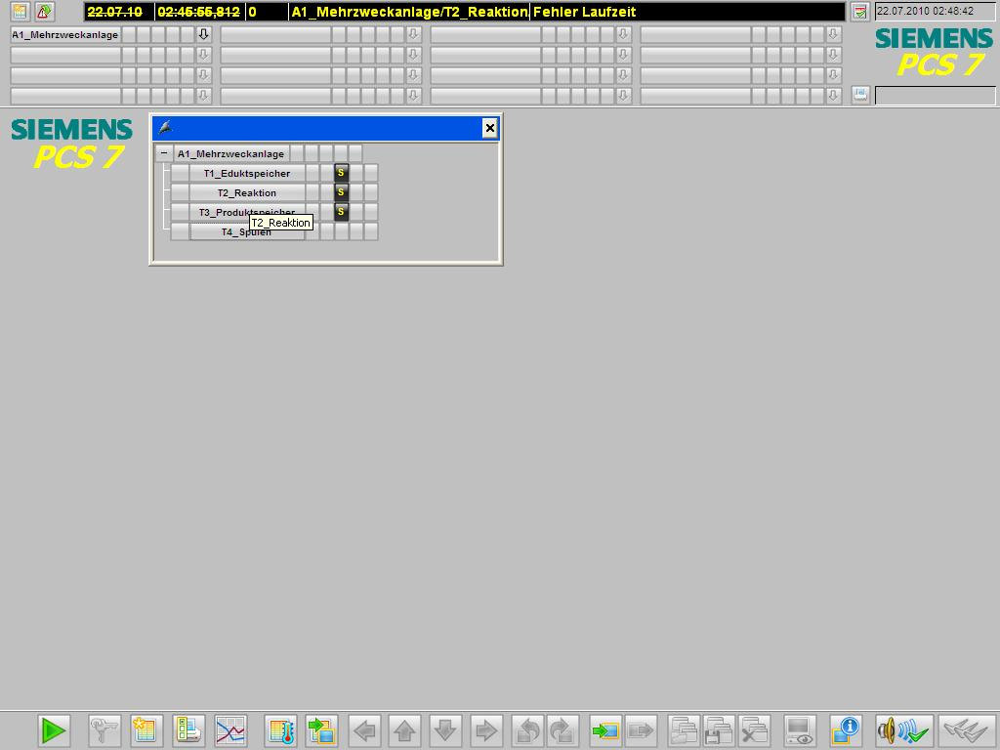 22.07.10 02:45:55,812 0 A1_Mehrzweckanlage/T2_Reaktion Fehler Laufzeit
22.07.2010 02:48:42
A1_Mehrzweckanlage
SIEMENS
PCS 7
SIEMENS
PCS 7
A1_Mehrzweckanlage
T1_Eduktspeicher S
T2_Reaktion S
T3_Produktspeicher S
T2_Reaktion
T4_Spülen